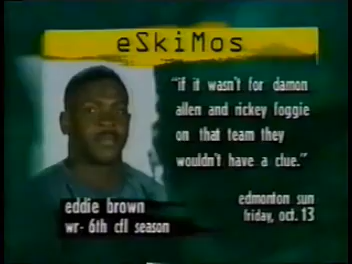 eSkiMos
"if it wasn't for damon
allen and rickey foggie
on that team they
wouldn't have a clue."
eddie brown
wr- 6th cfl season
edmonton sun
friday, oct. 13